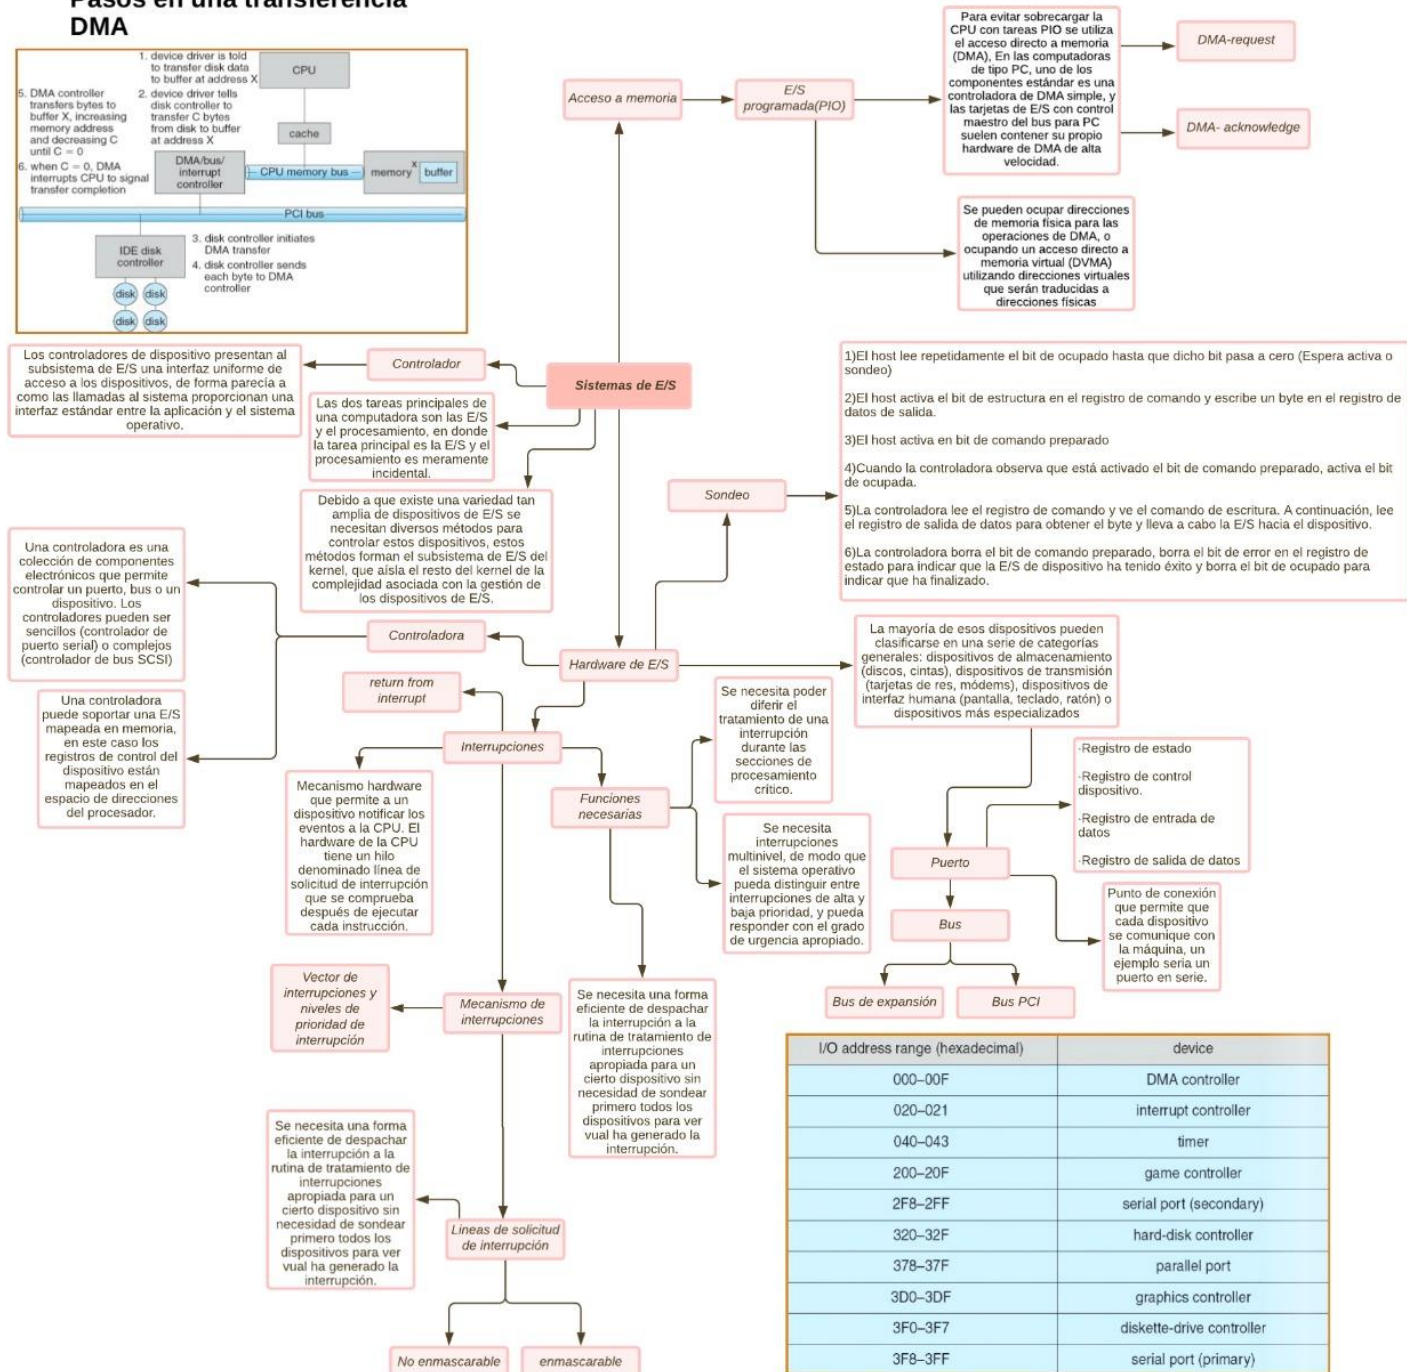 Pasos en una transferencia
DMA
1. device driver is told
to transfer disk data
to buffer at address X
2. device driver tells
disk controller to
transfer C bytes
from disk to buffer
at address X
5. DMA controller
transfers bytes to
buffer X, increasing
memory address
and decreasing C
until C = 0
6. when C = 0, DMA
interrupts CPU to signal
transfer completion
CPU
cache
DMA/bus/
interrupt
controller
CPU memory bus
memory
X
buffer
PCI bus
IDE disk
controller
3. disk controller initiates
DMA transfer
4. disk controller sends
each byte to DMA
controller
disk
disk
disk
disk
Acceso a memoria
E/S
programada(PIO)
Para evitar sobrecargar la
CPU con tareas PIO se utiliza
el acceso directo a memoria
(DMA), En las computadoras
de tipo PC, uno de los
componentes estándar es una
controladora de DMA simple, y
las tarjetas de E/S con control
maestro del bus para PC
suelen contener su propio
hardware de DMA de alta
velocidad.
DMA-request
DMA- acknowledge
Se pueden ocupar direcciones
de memoria física para las
operaciones de DMA, o
ocupando un acceso directo a
memoria virtual (DVMA)
utilizando direcciones virtuales
que serán traducidas a
direcciones físicas
Los controladores de dispositivo presentan al
subsistema de E/S una interfaz uniforme de
acceso a los dispositivos, de forma parecía a
como las llamadas al sistema proporcionan una
interfaz estándar entre la aplicación y el sistema
operativo.
Controlador
Sistemas de E/S
Las dos tareas principales de
una computadora son las E/S
y el procesamiento, en donde
la tarea principal es la E/S y el
procesamiento es meramente
incidental.
Debido a que existe una variedad tan
amplia de dispositivos de E/S se
necesitan diversos métodos para
controlar estos dispositivos, estos
métodos forman el subsistema de E/S del
kernel, que aísla el resto del kernel de la
complejidad asociada con la gestión de
los dispositivos de E/S.
Sondeo
1)El host lee repetidamente el bit de ocupado hasta que dicho bit pasa a cero (Espera activa o
sondeo)
2)El host activa el bit de estructura en el registro de comando y escribe un byte en el registro de
datos de salida.
3)El host activa en bit de comando preparado
4)Cuando la controladora observa que está activado el bit de comando preparado, activa el bit
de ocupada.
5)La controladora lee el registro de comando y ve el comando de escritura. A continuación, lee
el registro de salida de datos para obtener el byte y lleva a cabo la E/S hacia el dispositivo.
6)La controladora borra el bit de comando preparado, borra el bit de error en el registro de
estado para indicar que la E/S de dispositivo ha tenido éxito y borra el bit de ocupado para
indicar que ha finalizado.
Una controladora es una
colección de componentes
electrónicos que permite
controlar un puerto, bus o un
dispositivo. Los
controladores pueden ser
sencillos (controlador de
puerto serial) o complejos
(controlador de bus SCSI)
Controladora
Hardware de E/S
La mayoría de esos dispositivos pueden
clasificarse en una serie de categorías
generales: dispositivos de almacenamiento
(discos, cintas), dispositivos de transmisión
(tarjetas de res, módems), dispositivos de
interfaz humana (pantalla, teclado, ratón) o
dispositivos más especializados
Una controladora
puede soportar una E/S
mapeada en memoria,
en este caso los
registros de control del
dispositivo están
mapeados en el
espacio de direcciones
del procesador.
return from
interrupt
Interrupciones
Se necesita poder
diferir el
tratamiento de una
interrupción
durante las
secciones de
procesamiento
crítico.
Mecanismo hardware
que permite a un
dispositivo notificar los
eventos a la CPU. El
hardware de la CPU
tiene un hilo
denominado línea de
solicitud de interrupción
que se comprueba
después de ejecutar
cada instrucción.
Funciones
necesarias
Se necesita
interrupciones
multinivel, de modo que
el sistema operativo
pueda distinguir entre
interrupciones de alta y
baja prioridad, y pueda
responder con el grado
de urgencia apropiado.
·Registro de estado
·Registro de control
dispositivo.
·Registro de entrada de
datos
·Registro de salida de datos
Puerto
Punto de conexión
que permite que
cada dispositivo
se comunique con
la máquina, un
ejemplo seria un
puerto en serie.
Bus
Bus de expansión
Bus PCI
Vector de
interrupciones y
niveles de
prioridad de
interrupción
Mecanismo de
interrupciones
Se necesita una forma
eficiente de despachar
la interrupción a la
rutina de tratamiento de
interrupciones
apropiada para un
cierto dispositivo sin
necesidad de sondear
primero todos los
dispositivos para ver
vual ha generado la
interrupción.
Se necesita una forma
eficiente de despachar
la interrupción a la
rutina de tratamiento de
interrupciones
apropiada para un
cierto dispositivo sin
necesidad de sondear
primero todos los
dispositivos para ver
vual ha generado la
interrupción.
Lineas de solicitud
de interrupción
No enmascarable
enmascarable
I/O address range (hexadecimal) device
000–00F DMA controller
020–021 interrupt controller
040–043 timer
200–20F game controller
2F8–2FF serial port (secondary)
320–32F hard-disk controller
378–37F parallel port
3D0–3DF graphics controller
3F0–3F7 diskette-drive controller
3F8–3FF serial port (primary)